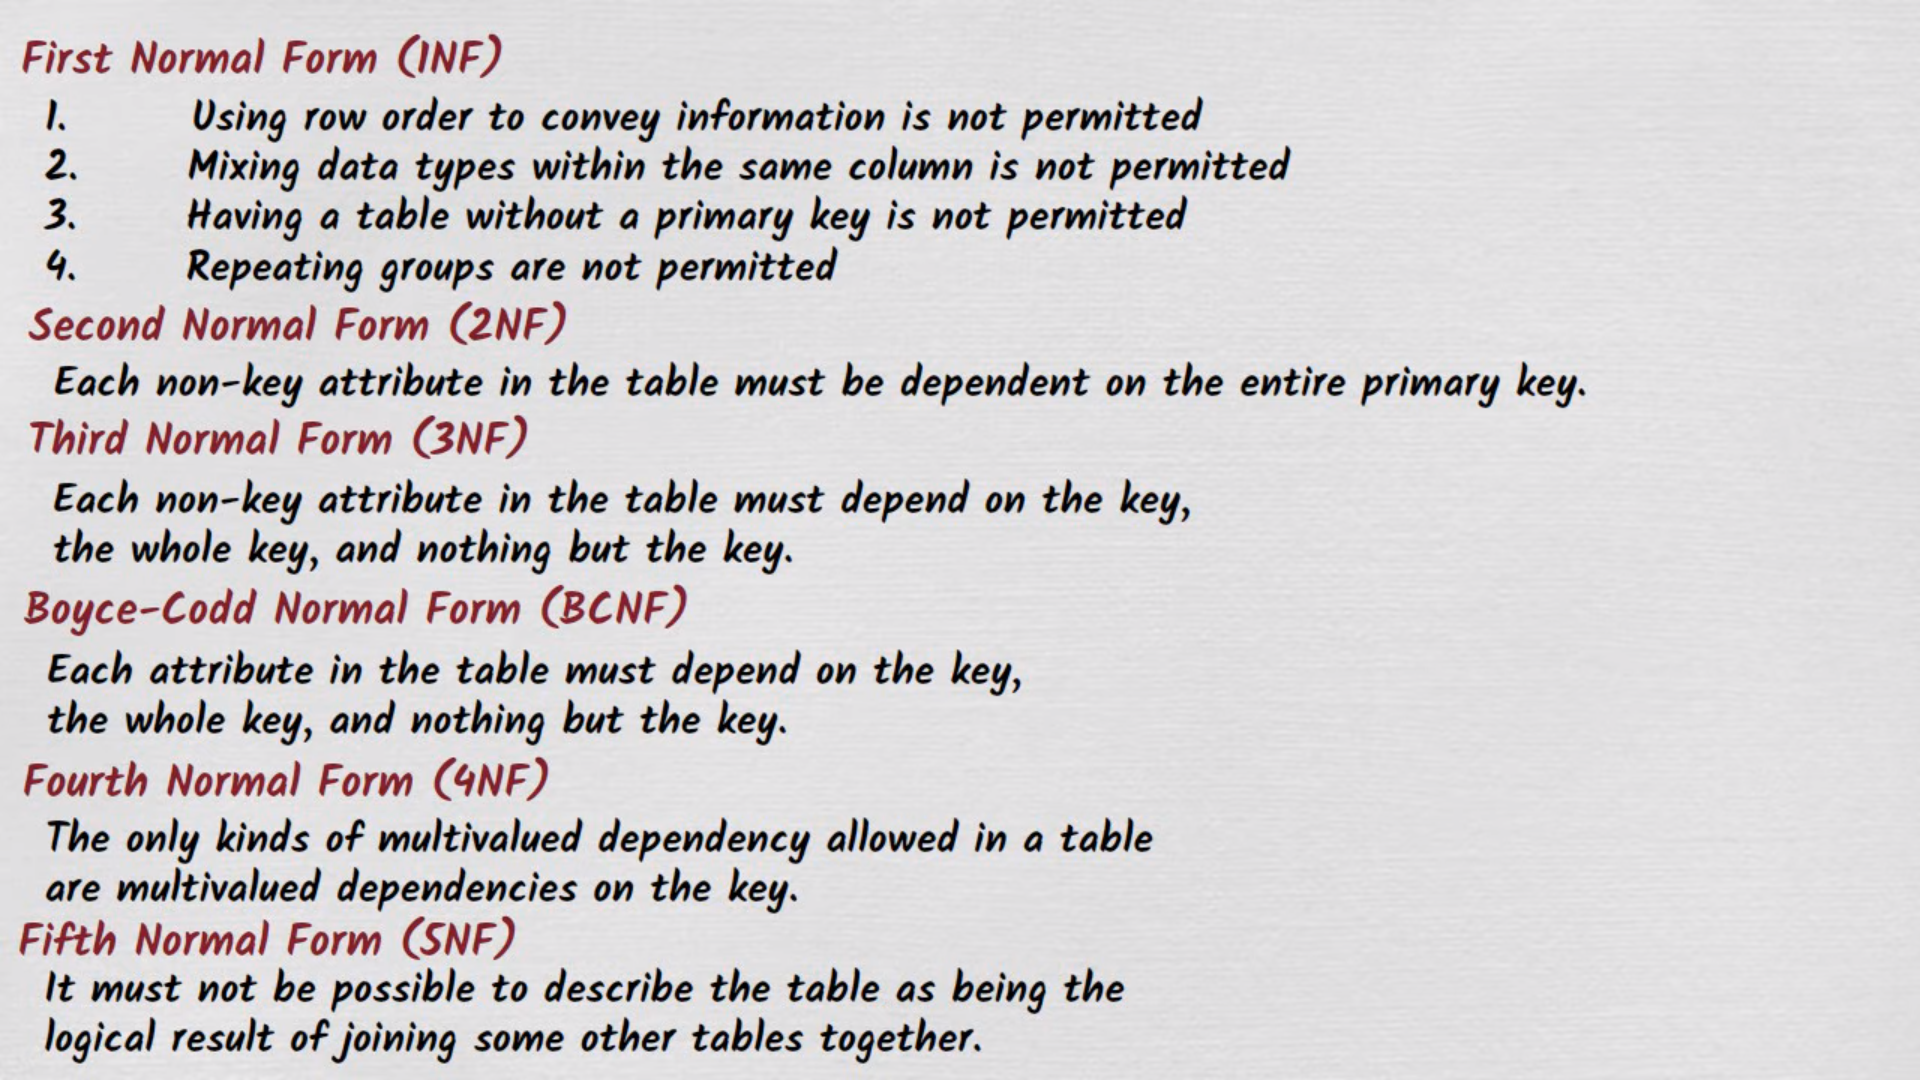 First Normal Form (1NF)
1. Using row order to convey information is not permitted
2. Mixing data types within the same column is not permitted
3. Having a table without a primary key is not permitted
4. Repeating groups are not permitted
Second Normal Form (2NF)
Each non-key attribute in the table must be dependent on the entire primary key.
Third Normal Form (3NF)
Each non-key attribute in the table must depend on the key,
the whole key, and nothing but the key.
Boyce-Codd Normal Form (BCNF)
Each attribute in the table must depend on the key,
the whole key, and nothing but the key.
Fourth Normal Form (4NF)
The only kinds of multivalued dependency allowed in a table
are multivalued dependencies on the key.
Fifth Normal Form (5NF)
It must not be possible to describe the table as being the
logical result of joining some other tables together.